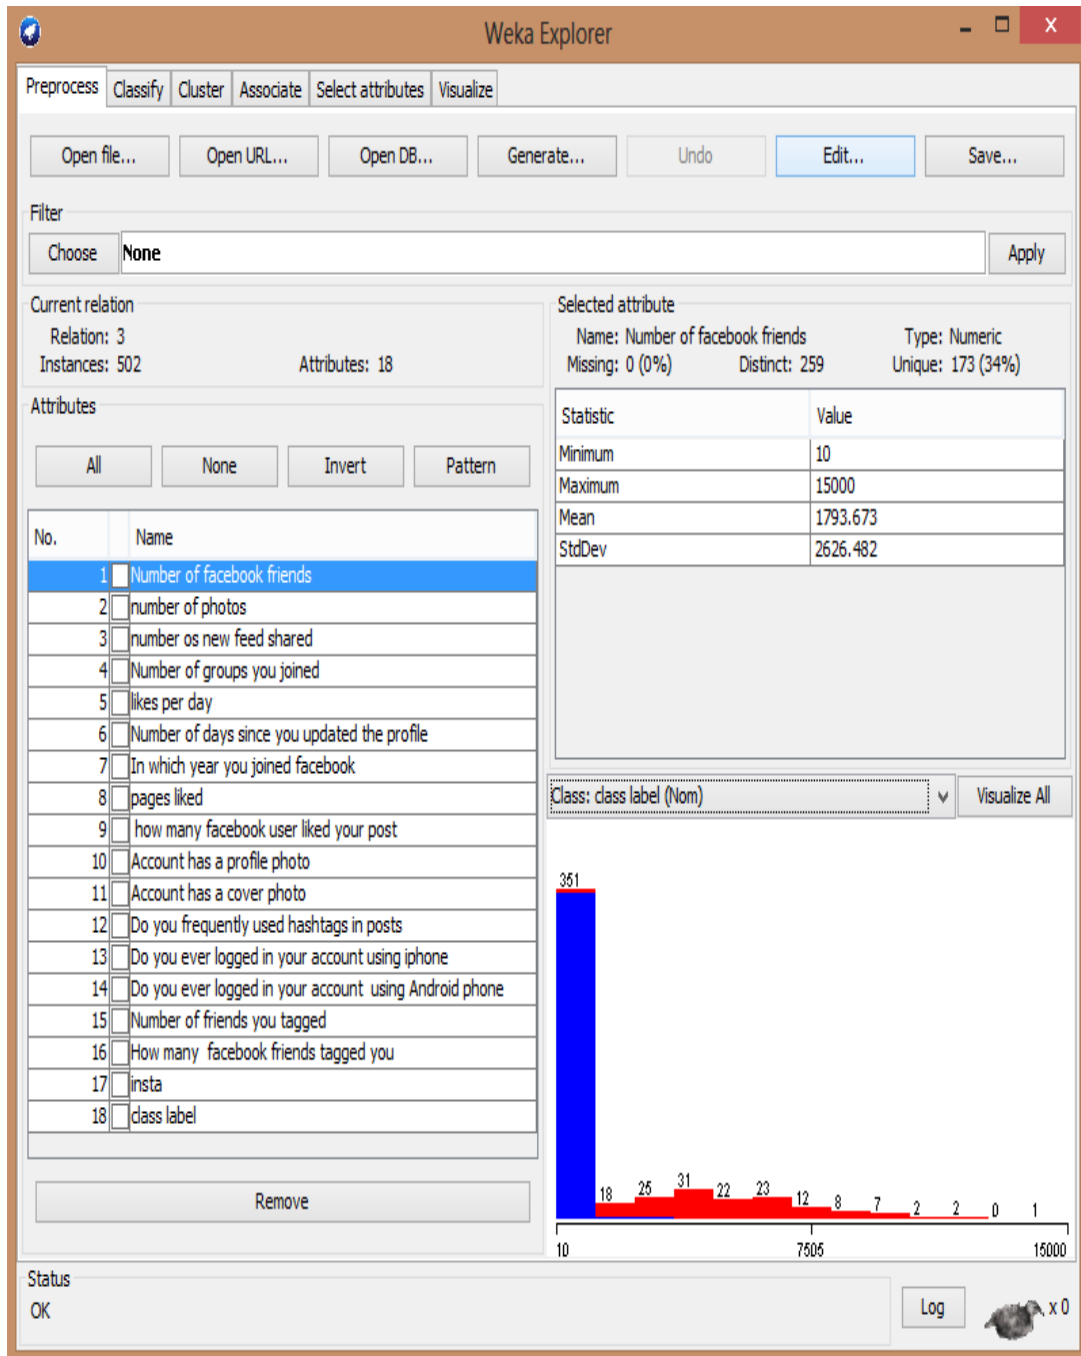 Weka Explorer
Preprocess Classify Cluster Associate Select attributes Visualize
Open file... Open URL... Open DB... Generate... Undo Edit... Save...
Filter
Choose None Apply
Current relation
Relation: 3
Instances: 502 Attributes: 18
Attributes
All None Invert Pattern
No. Name
1 Number of facebook friends
2 number of photos
3 number os new feed shared
4 Number of groups you joined
5 likes per day
6 Number of days since you updated the profile
7 In which year you joined facebook
8 pages liked
9 how many facebook user liked your post
10 Account has a profile photo
11 Account has a cover photo
12 Do you frequently used hashtags in posts
13 Do you ever logged in your account using iphone
14 Do you ever logged in your account using Android phone
15 Number of friends you tagged
16 How many facebook friends tagged you
17 insta
18 class label
Remove
Selected attribute
Name: Number of facebook friends Type: Numeric
Missing: 0 (0%) Distinct: 259 Unique: 173 (34%)
Statistic Value
Minimum 10
Maximum 15000
Mean 1793.673
StdDev 2626.482
Class: class label (Nom) Visualize All
351
18 25 31 22 23 12 8 7 2 2 0 1
10 7505 15000
Status
OK
Log x 0